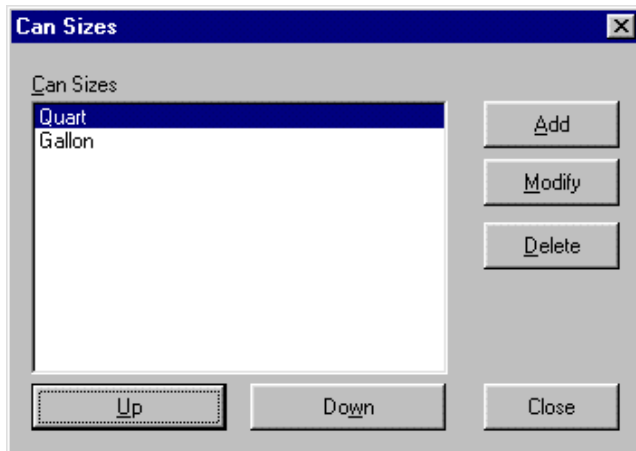 Can Sizes
Can Sizes
Quart
Gallon
Add
Modify
Delete
Up
Down
Close